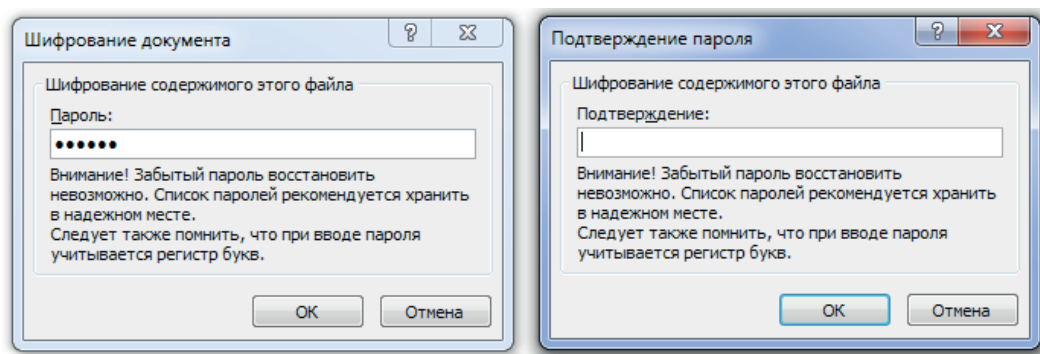 Шифрование документа
Шифрование содержимого этого файла
Пароль:
••••••
Внимание! Забытый пароль восстановить
невозможно. Список паролей рекомендуется хранить
в надежном месте.
Следует также помнить, что при вводе пароля
учитывается регистр букв.
ОК
Отмена
Подтверждение пароля
Шифрование содержимого этого файла
Подтверждение:
Внимание! Забытый пароль восстановить
невозможно. Список паролей рекомендуется хранить
в надежном месте.
Следует также помнить, что при вводе пароля
учитывается регистр букв.
ОК
Отмена